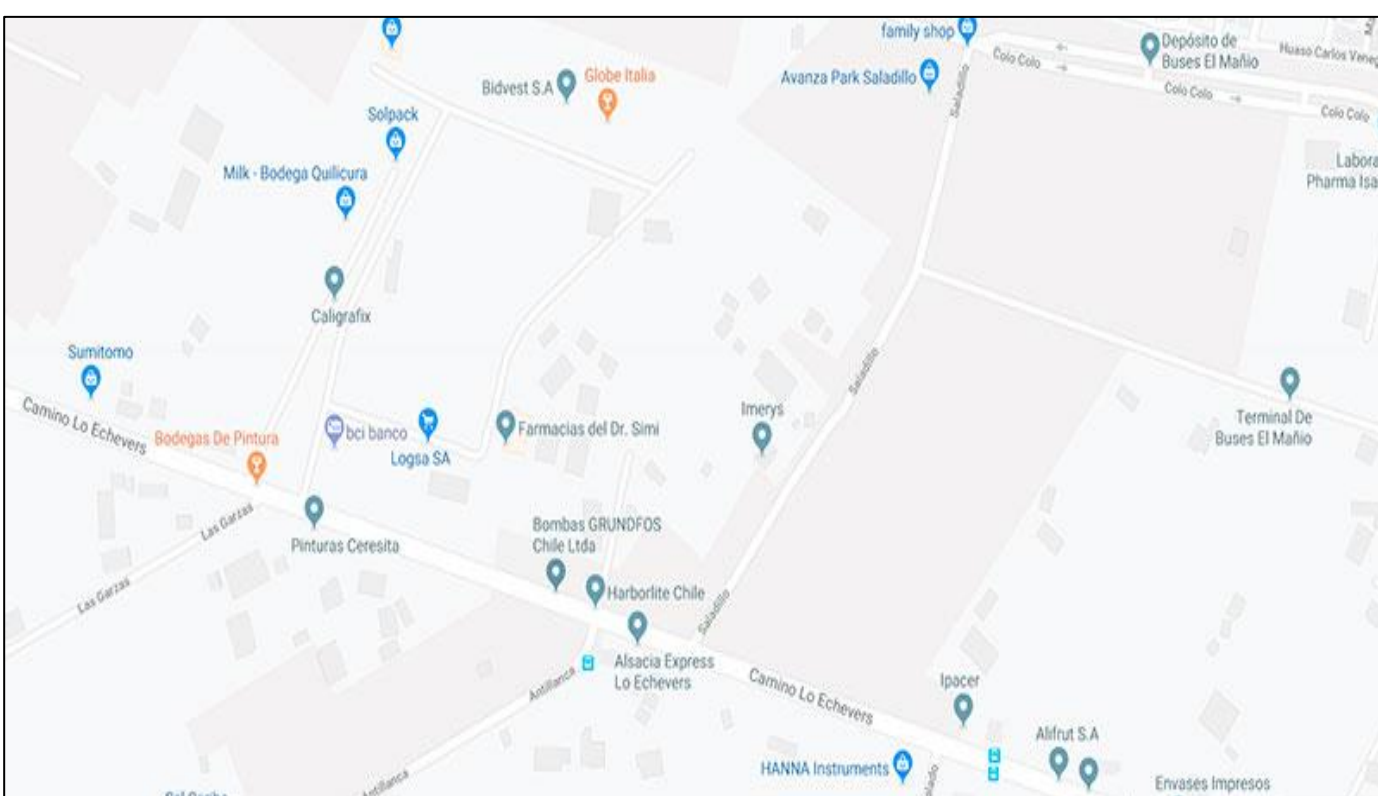 family shop
Depósito de
Buses El Mañio
Huaso Carlos Veneg
Colo Colo
Avanza Park Saladillo
Bidvest S.A
Globe Italia
Colo Colo
Colo Colo
Saladillo
Solpack
Milk - Bodega Quilicura
Labora
Pharma Isa
Caligrafix
Sumitomo
Saladillo
Camino Lo Echevers
Bodegas De Pintura
bci banco
Logsa SA
Farmacias del Dr. Simi
Imerys
Terminal De
Buses El Mañio
Las Garzas
Pinturas Ceresita
Bombas GRUNDFOS
Chile Ltda
Harborlite Chile
Las Garzas
Saladillo
Alsacia Express
Lo Echevers
Antillanca
Camino Lo Echevers
Ipacer
Alifrut S.A
HANNA Instruments
Envases Impresos
Antillanca